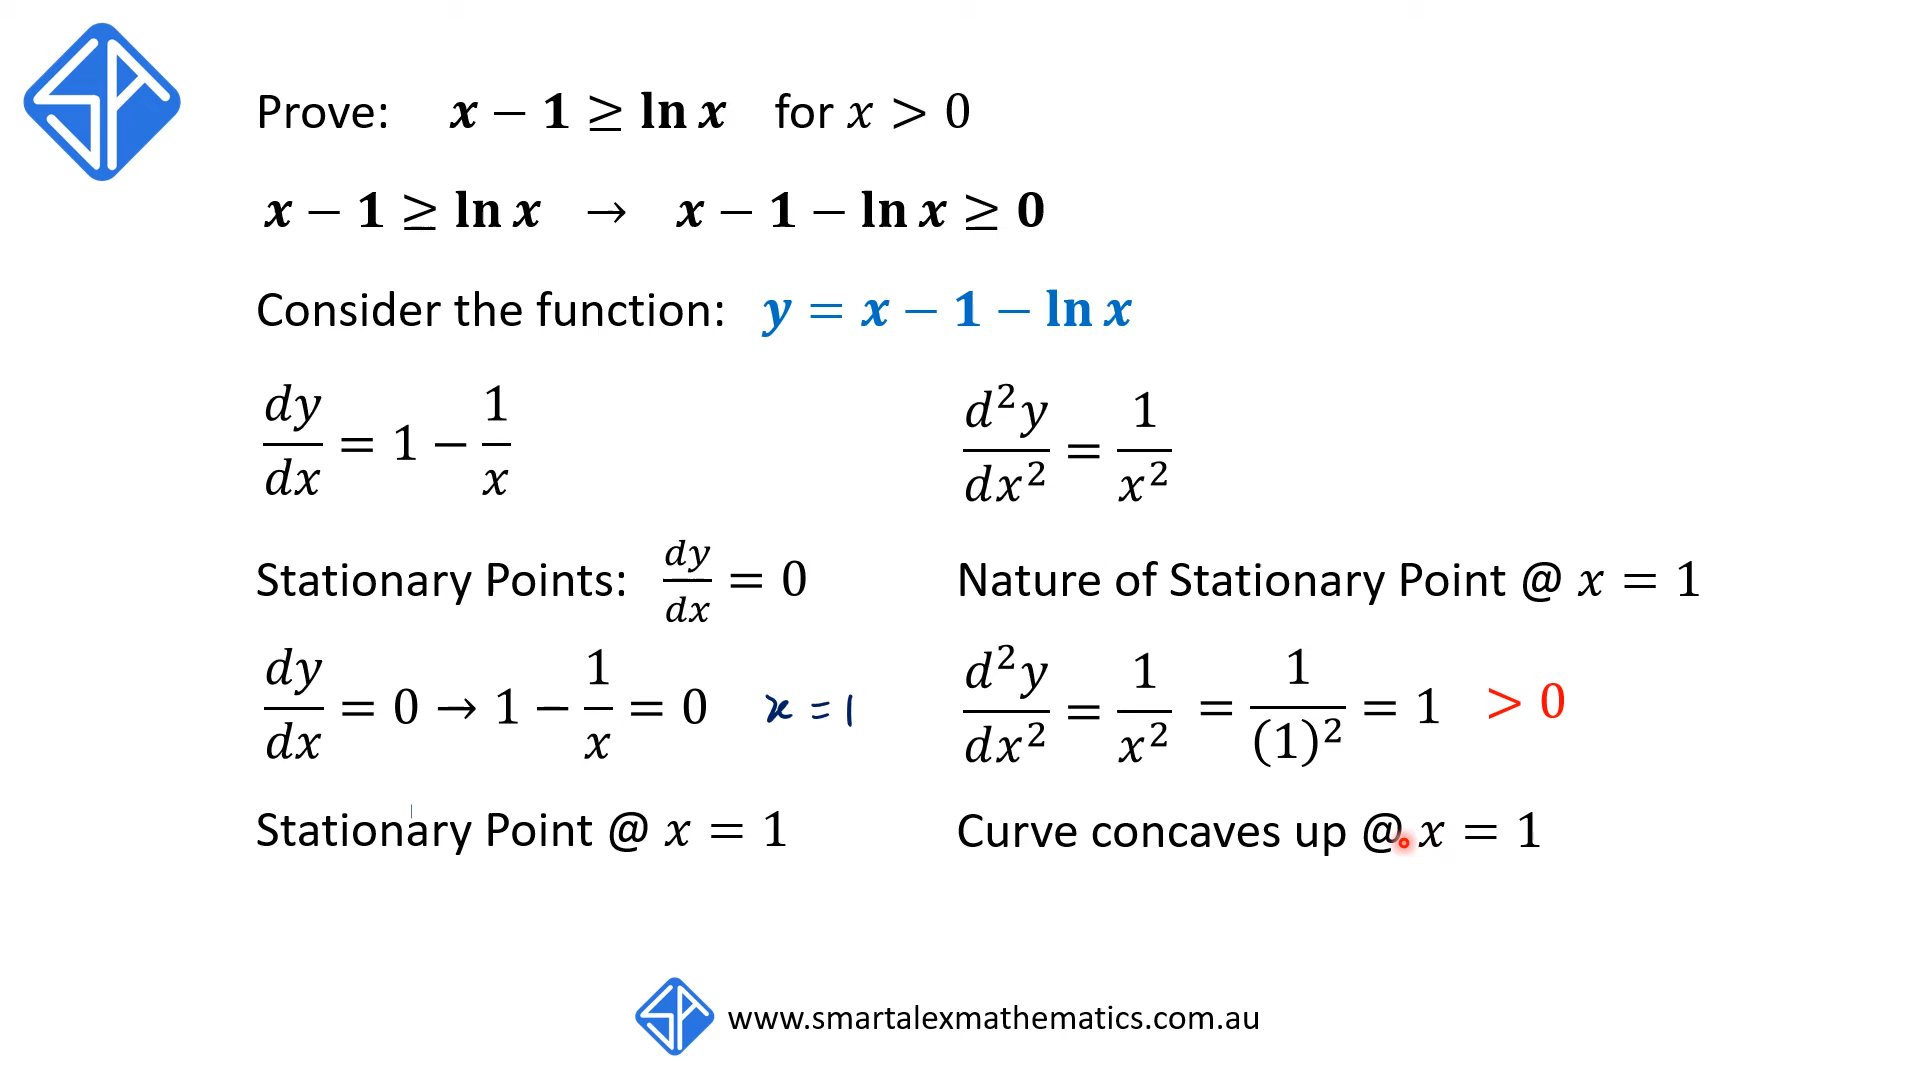 Prove: x − 1 ≥ ln x for x > 0
x − 1 ≥ ln x → x − 1 − ln x ≥ 0
Consider the function: y = x − 1 − ln x
dy/dx = 1 − 1/x
d²y/dx² = 1/x²
Stationary Points: dy/dx = 0
Nature of Stationary Point @ x = 1
dy/dx = 0 → 1 − 1/x = 0 x = 1
d²y/dx² = 1/x² = 1/(1)² = 1 > 0
Stationary Point @ x = 1
Curve concaves up @ x = 1
www.smartalexmathematics.com.au